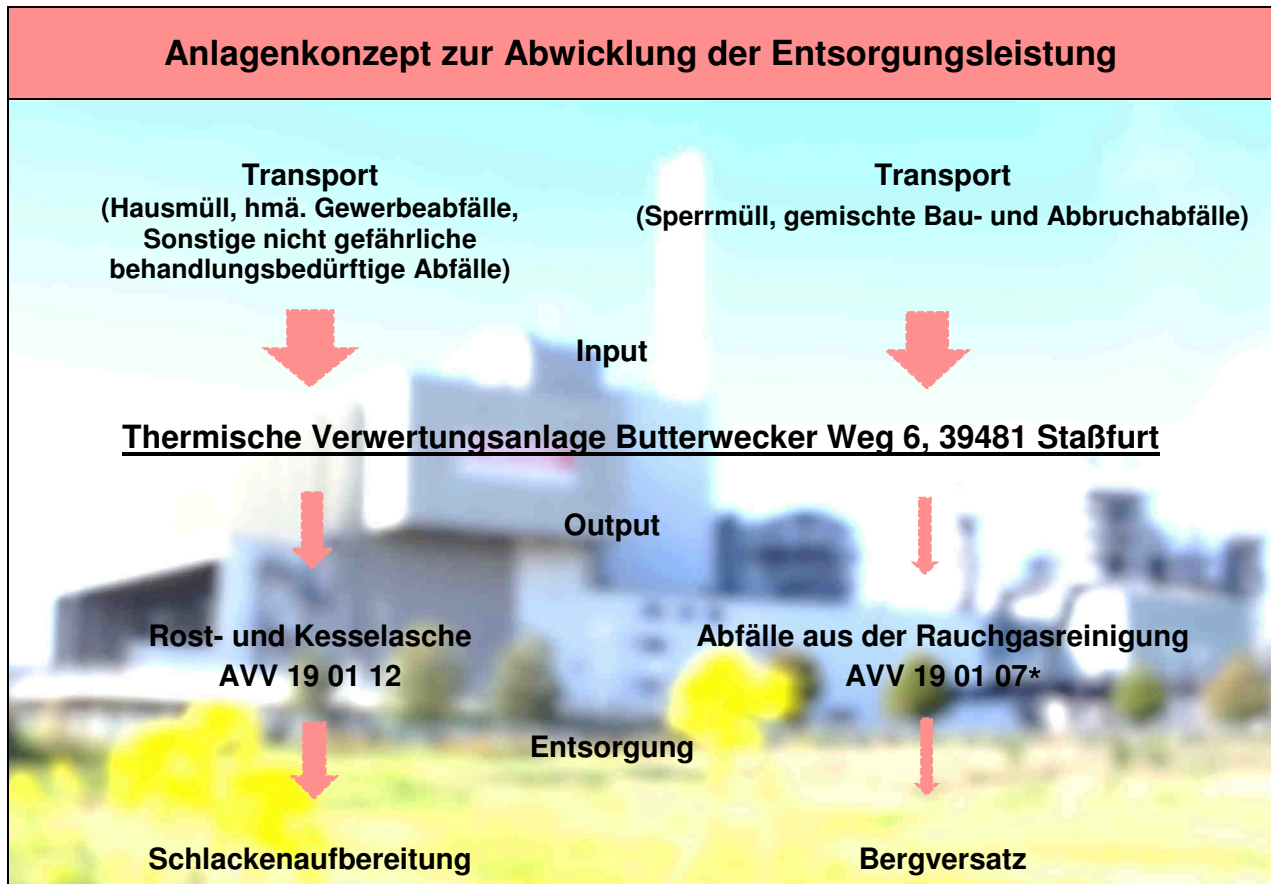 Anlagenkonzept zur Abwicklung der Entsorgungsleistung
Transport
(Hausmüll, hmä. Gewerbeabfälle,
Sonstige nicht gefährliche
behandlungsbedürftige Abfälle)
Transport
(Sperrmüll, gemischte Bau- und Abbruchabfälle)
Input
Thermische Verwertungsanlage Butterwecker Weg 6, 39481 Staßfurt
Output
Rost- und Kesselasche
AVV 19 01 12
Abfälle aus der Rauchgasreinigung
AVV 19 01 07*
Entsorgung
Schlackenaufbereitung
Bergversatz